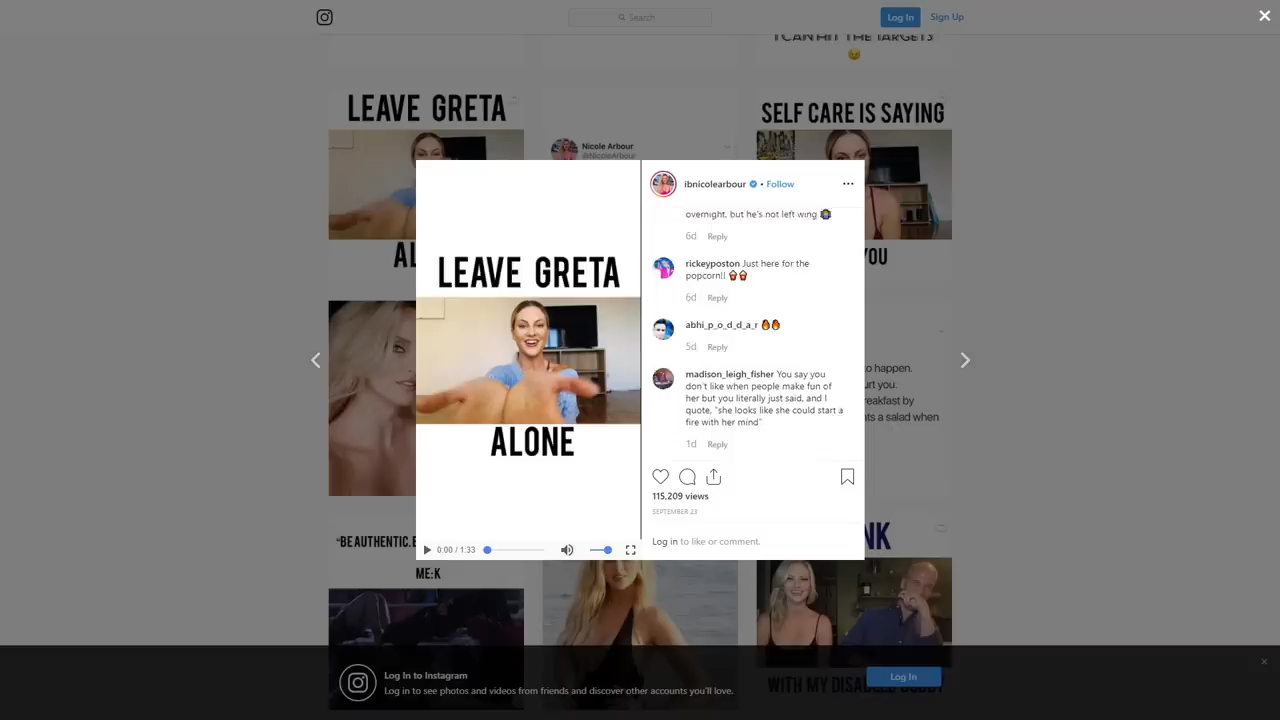 Search
Log In
Sign Up
I CAN HIT THE TARGETS
LEAVE GRETA
Nicole Arbour
@NicoleArbour
SELF CARE IS SAYING
AL
YOU
LEAVE GRETA
ALONE
0:00 / 1:33
ibnicolearbour • Follow
overnight, but he's not left wing
6d Reply
rickeyposton Just here for the
popcorn!!
6d Reply
abhi_p_o_d_d_a_r
5d Reply
madison_leigh_fisher You say you
don't like when people make fun of
her but you literally just said, and I
quote, "she looks like she could start a
fire with her mind"
1d Reply
115,209 views
SEPTEMBER 23
Log in to like or comment.
to happen.
urt you.
eakfast by
ats a salad when
"BE AUTHENTIC. B
ME:K
NK
WITH MY DISABLED BUDDY
Log In to Instagram
Log in to see photos and videos from friends and discover other accounts you'll love.
Log In